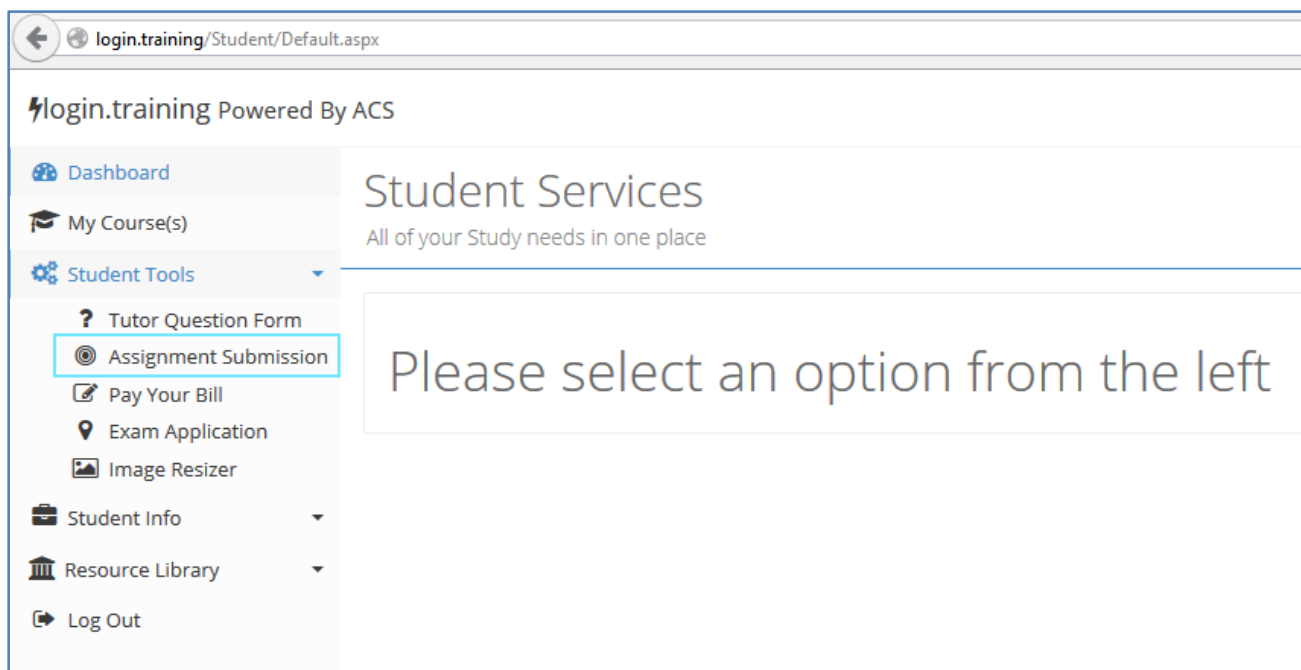 login.training/Student/Default.aspx
login.training Powered By ACS
Dashboard
My Course(s)
Student Tools
? Tutor Question Form
Assignment Submission
Pay Your Bill
Exam Application
Image Resizer
Student Info
Resource Library
Log Out
Student Services
All of your Study needs in one place
Please select an option from the left